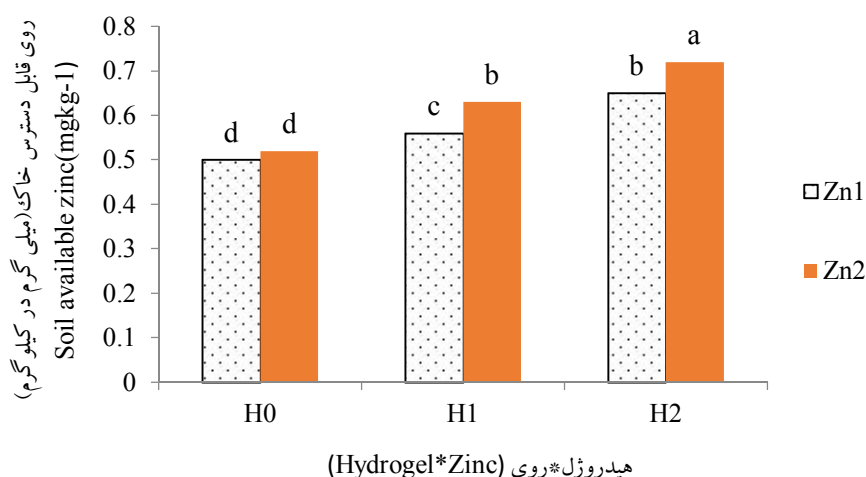 روی قابل دسترس خاک(میلی گرم در کیلوگرم)
Soil available zinc(mgkg-1)
0.8
0.7
0.6
0.5
0.4
0.3
0.2
0.1
0
d
d
c
b
b
a
H0
H1
H2
هیدروژل*روی (Hydrogel*Zinc)
Zn1
Zn2